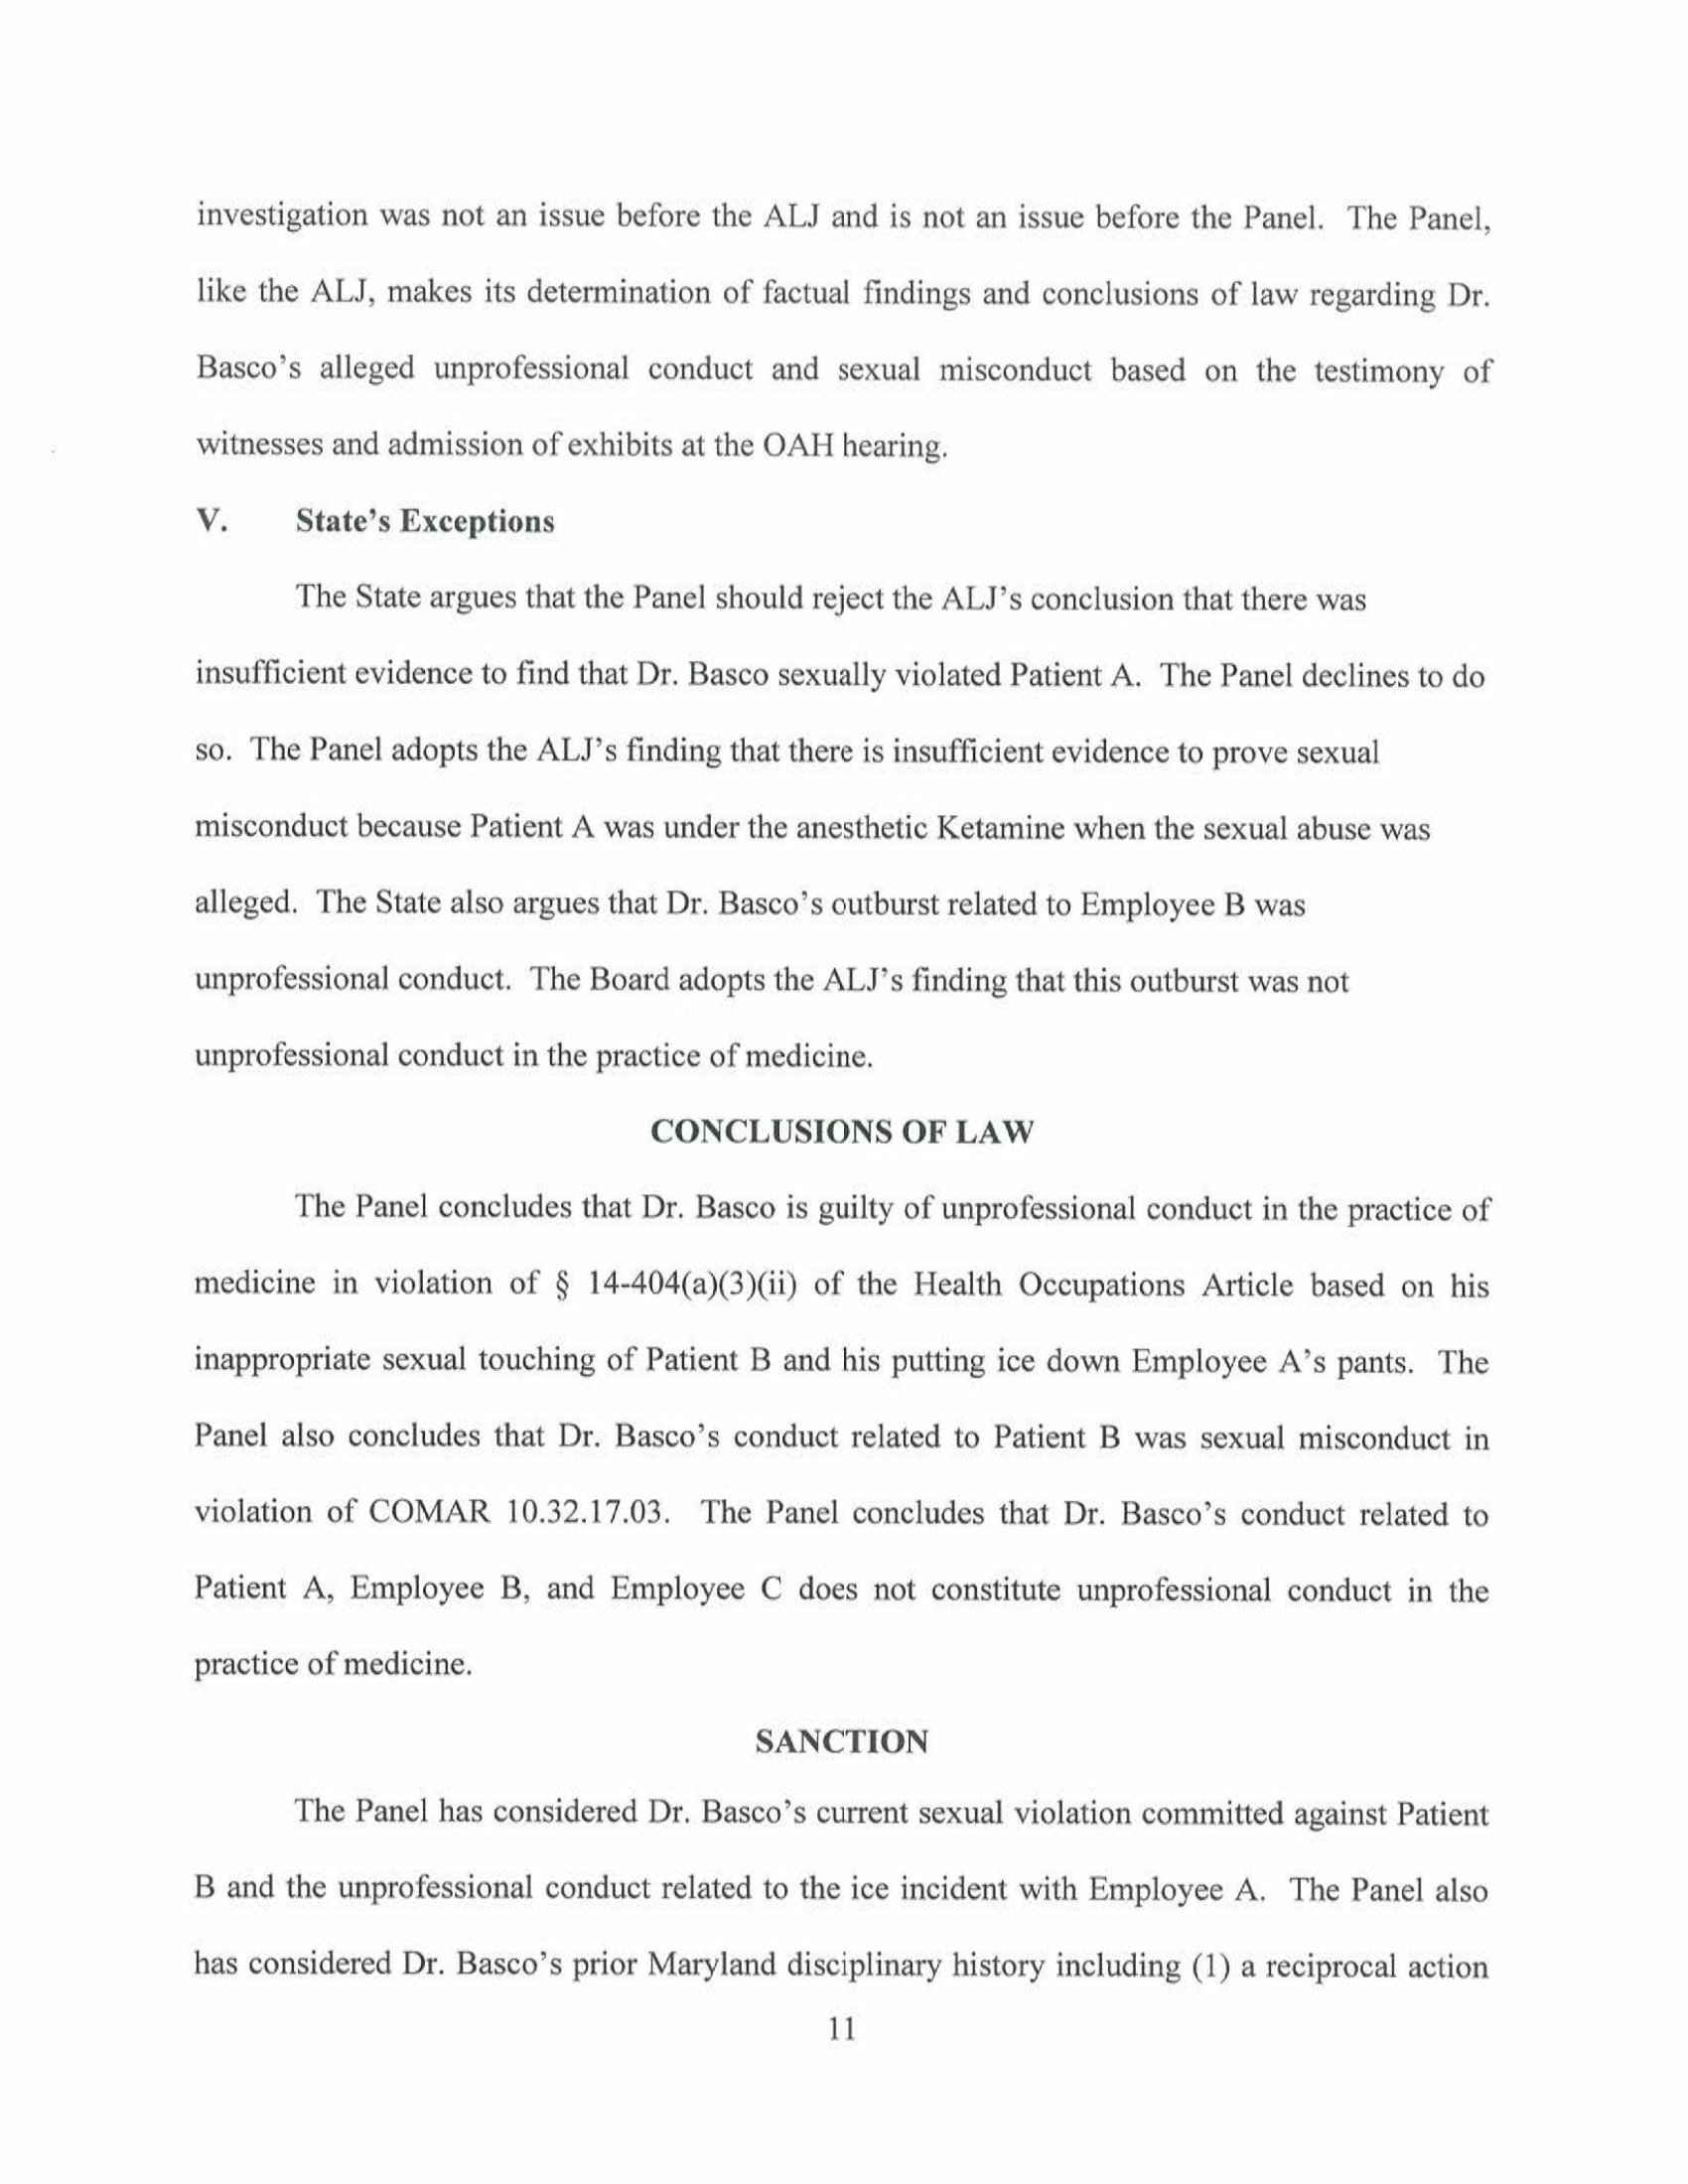 investigation was not an issue before the ALJ and is not an issue before the Panel. The Panel,
like the ALJ, makes its determination of factual findings and conclusions of law regarding Dr.
Basco's alleged unprofessional conduct and sexual misconduct based on the testimony of
witnesses and admission of exhibits at the OAH hearing.
V. State's Exceptions
The State argues that the Panel should reject the ALJ's conclusion that there was
insufficient evidence to find that Dr. Basco sexually violated Patient A. The Panel declines to do
so. The Panel adopts the ALJ's finding that there is insufficient evidence to prove sexual
misconduct because Patient A was under the anesthetic Ketamine when the sexual abuse was
alleged. The State also argues that Dr. Basco's outburst related to Employee B was
unprofessional conduct. The Board adopts the ALJ's finding that this outburst was not
unprofessional conduct in the practice of medicine.
CONCLUSIONS OF LAW
The Panel concludes that Dr. Basco is guilty of unprofessional conduct in the practice of
medicine in violation of § 14-404(a)(3)(ii) of the Health Occupations Article based on his
inappropriate sexual touching of Patient B and his putting ice down Employee A's pants. The
Panel also concludes that Dr. Basco's conduct related to Patient B was sexual misconduct in
violation of COMAR 10.32.17.03. The Panel concludes that Dr. Basco's conduct related to
Patient A, Employee B, and Employee C does not constitute unprofessional conduct in the
practice of medicine.
SANCTION
The Panel has considered Dr. Basco's current sexual violation committed against Patient
B and the unprofessional conduct related to the ice incident with Employee A. The Panel also
has considered Dr. Basco's prior Maryland disciplinary history including (1) a reciprocal action
11